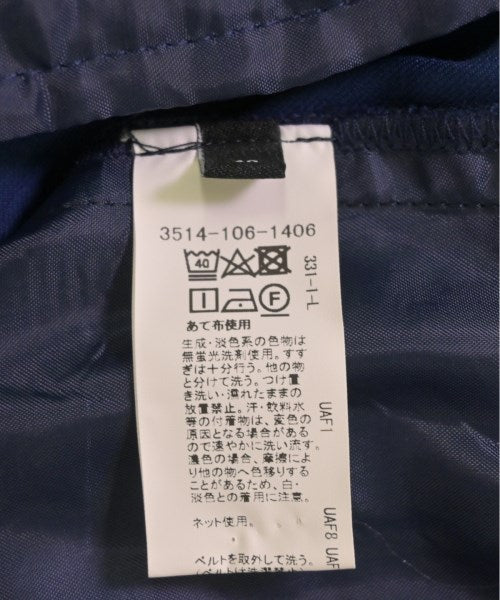 3514-106-1406
40
F
あて布使用
生成・淡色系の色物は
無蛍光洗剤使用。すす
ぎは十分行う。他の物
と分けて洗う。つけ置
き洗い・濡れたままの
放置禁止。汗・飲料水
等の付着物は、変色の
原因となる場合がある
ので速やかに洗い流す。
濃色の場合、摩擦によ
り他の物へ色移りする
ことがあるため、白・
淡色との着用に注意。
ネット使用。
ベルトを取外して洗う。
331-1-L
UAF1
UAF8 UAF